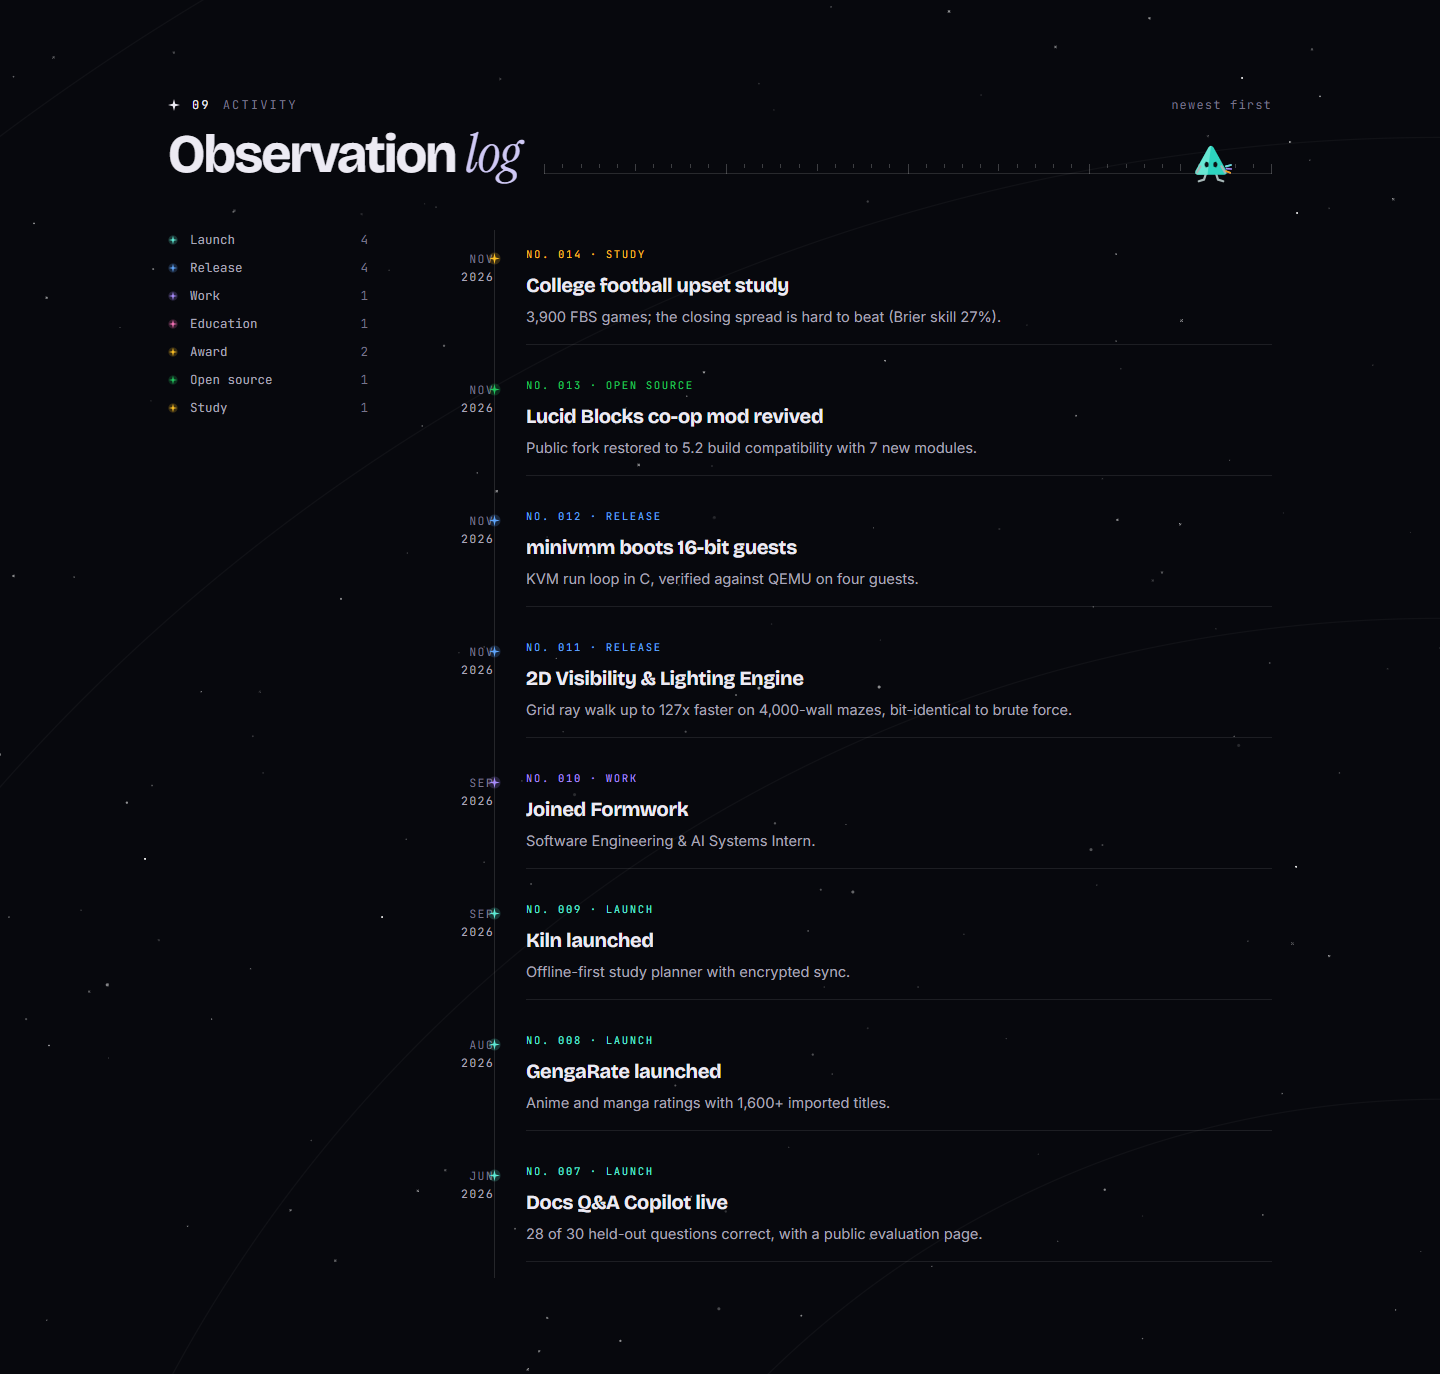 09 ACTIVITY
newest first
Observation log
Launch 4
Release 4
Work 1
Education 1
Award 2
Open source 1
Study 1
NOV
2026
NO. 014 · STUDY
College football upset study
3,900 FBS games; the closing spread is hard to beat (Brier skill 27%).
NOV
2026
NO. 013 · OPEN SOURCE
Lucid Blocks co-op mod revived
Public fork restored to 5.2 build compatibility with 7 new modules.
NOV
2026
NO. 012 · RELEASE
minivmm boots 16-bit guests
KVM run loop in C, verified against QEMU on four guests.
NOV
2026
NO. 011 · RELEASE
2D Visibility & Lighting Engine
Grid ray walk up to 127x faster on 4,000-wall mazes, bit-identical to brute force.
SEP
2026
NO. 010 · WORK
Joined Formwork
Software Engineering & AI Systems Intern.
SEP
2026
NO. 009 · LAUNCH
Kiln launched
Offline-first study planner with encrypted sync.
AUG
2026
NO. 008 · LAUNCH
GengaRate launched
Anime and manga ratings with 1,600+ imported titles.
JUN
2026
NO. 007 · LAUNCH
Docs Q&A Copilot live
28 of 30 held-out questions correct, with a public evaluation page.